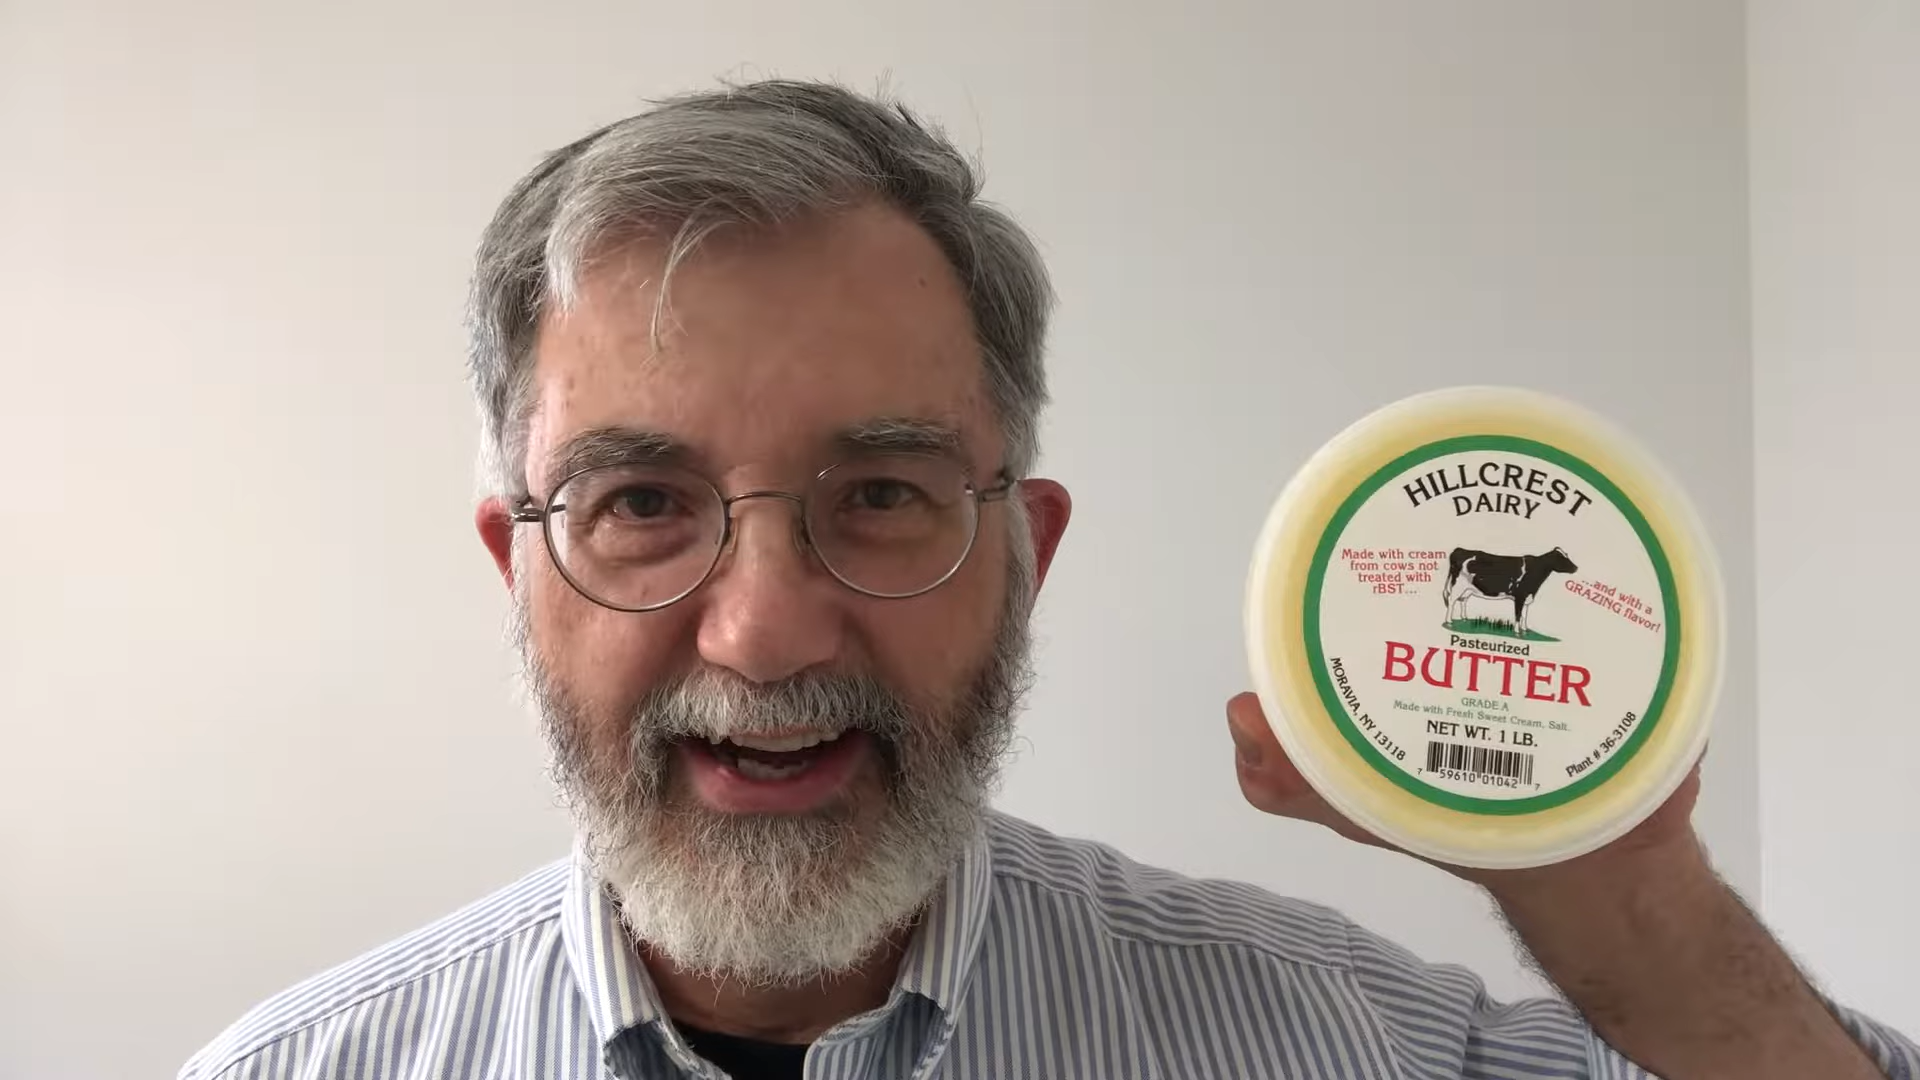 HILLCREST
DAIRY
Made with cream
from cows not
treated with
rBST...
...and with a
GRAZING flavor!
Pasteurized
BUTTER
GRADE A
Made with Fresh Sweet Cream, Salt.
NET WT. 1 LB.
7 59610 01042 7
MORAVIA, NY 13118
Plant # 36-3108